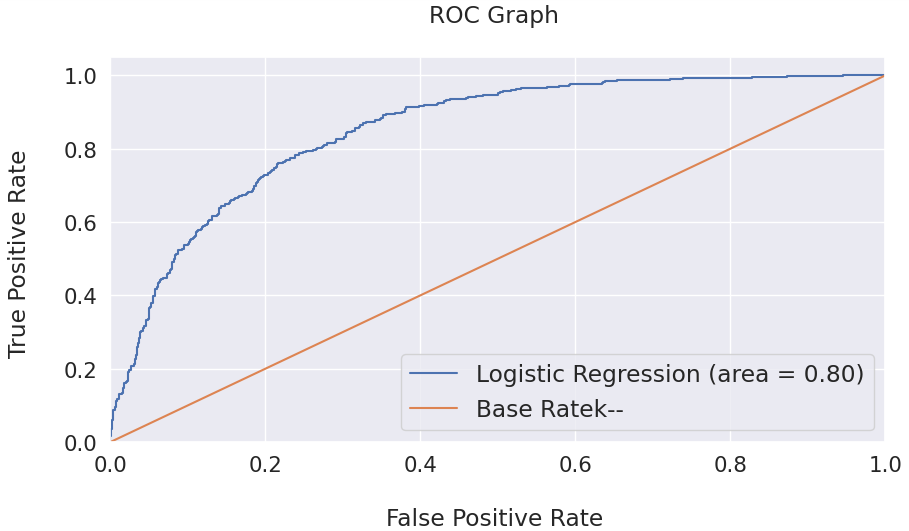 ROC Graph
True Positive Rate
1.0
0.8
0.6
0.4
0.2
0.0
Logistic Regression (area = 0.80)
Base Ratek--
0.0 0.2 0.4 0.6 0.8 1.0
False Positive Rate